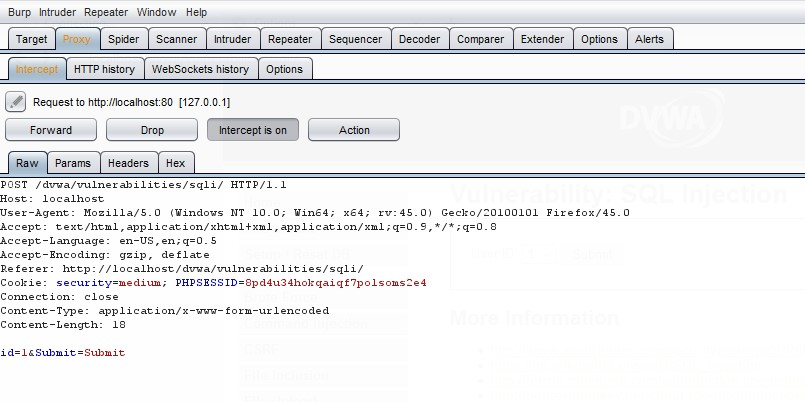 Burp Intruder Repeater Window Help
Target Proxy Spider Scanner Intruder Repeater Sequencer Decoder Comparer Extender Options Alerts
Intercept HTTP history WebSockets history Options
Request to http://localhost:80 [127.0.0.1]
Forward Drop Intercept is on Action
DVWA
Raw Params Headers Hex
POST /dvwa/vulnerabilities/sqli/ HTTP/1.1
Host: localhost
Vulnerability: SQL Injection
User-Agent: Mozilla/5.0 (Windows NT 10.0; Win64; x64; rv:45.0) Gecko/20100101 Firefox/45.0
Accept: text/html,application/xhtml+xml,application/xml;q=0.9,*/*;q=0.8
Accept-Language: en-US,en;q=0.5
Accept-Encoding: gzip, deflate
Referer: http://localhost/dvwa/vulnerabilities/sqli/
Cookie: security=medium; PHPSESSID=8pd4u34hokqaiqf7polsoms2e4
Connection: close
Content-Type: application/x-www-form-urlencoded
More Information
Content-Length: 18
id=1&Submit=Submit
CSRF